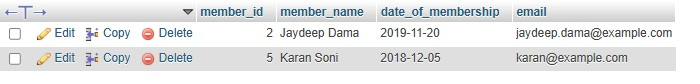 ←T→ member_id member_name date_of_membership email
Edit Copy Delete 2 Jaydeep Dama 2019-11-20 jaydeep.dama@example.com
Edit Copy Delete 5 Karan Soni 2018-12-05 karan@example.com